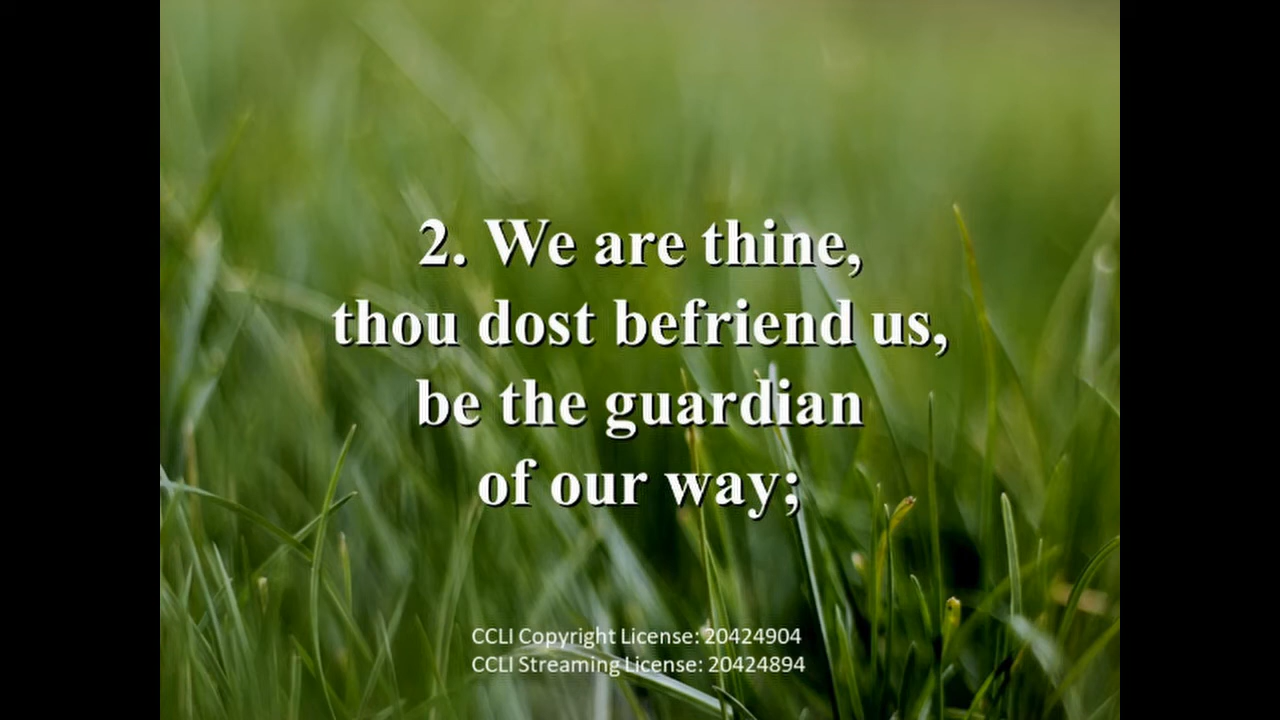 2. We are thine,
thou dost befriend us,
be the guardian
of our way;
CCLI Copyright License: 20424904
CCLI Streaming License: 20424894